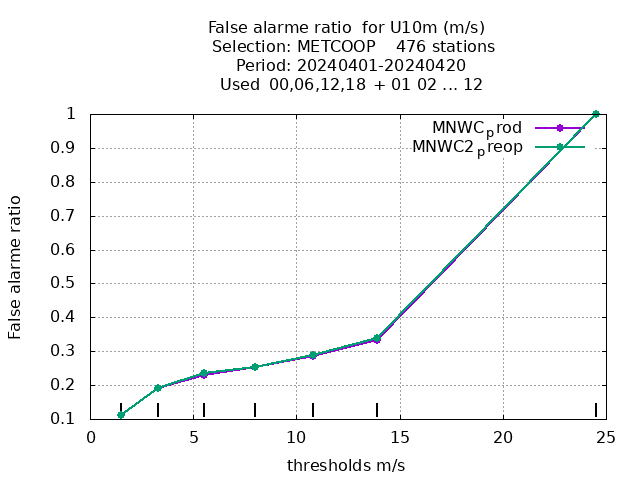 False alarme ratio  for U10m (m/s)
Selection: METCOOP    476 stations
Period: 20240401-20240420
Used  00,06,12,18  + 01 02 ... 12
MNWCprod
MNWC2preop
False alarme ratio
1
0.9
0.8
0.7
0.6
0.5
0.4
0.3
0.2
0.1
0 5 10 15 20 25
thresholds m/s